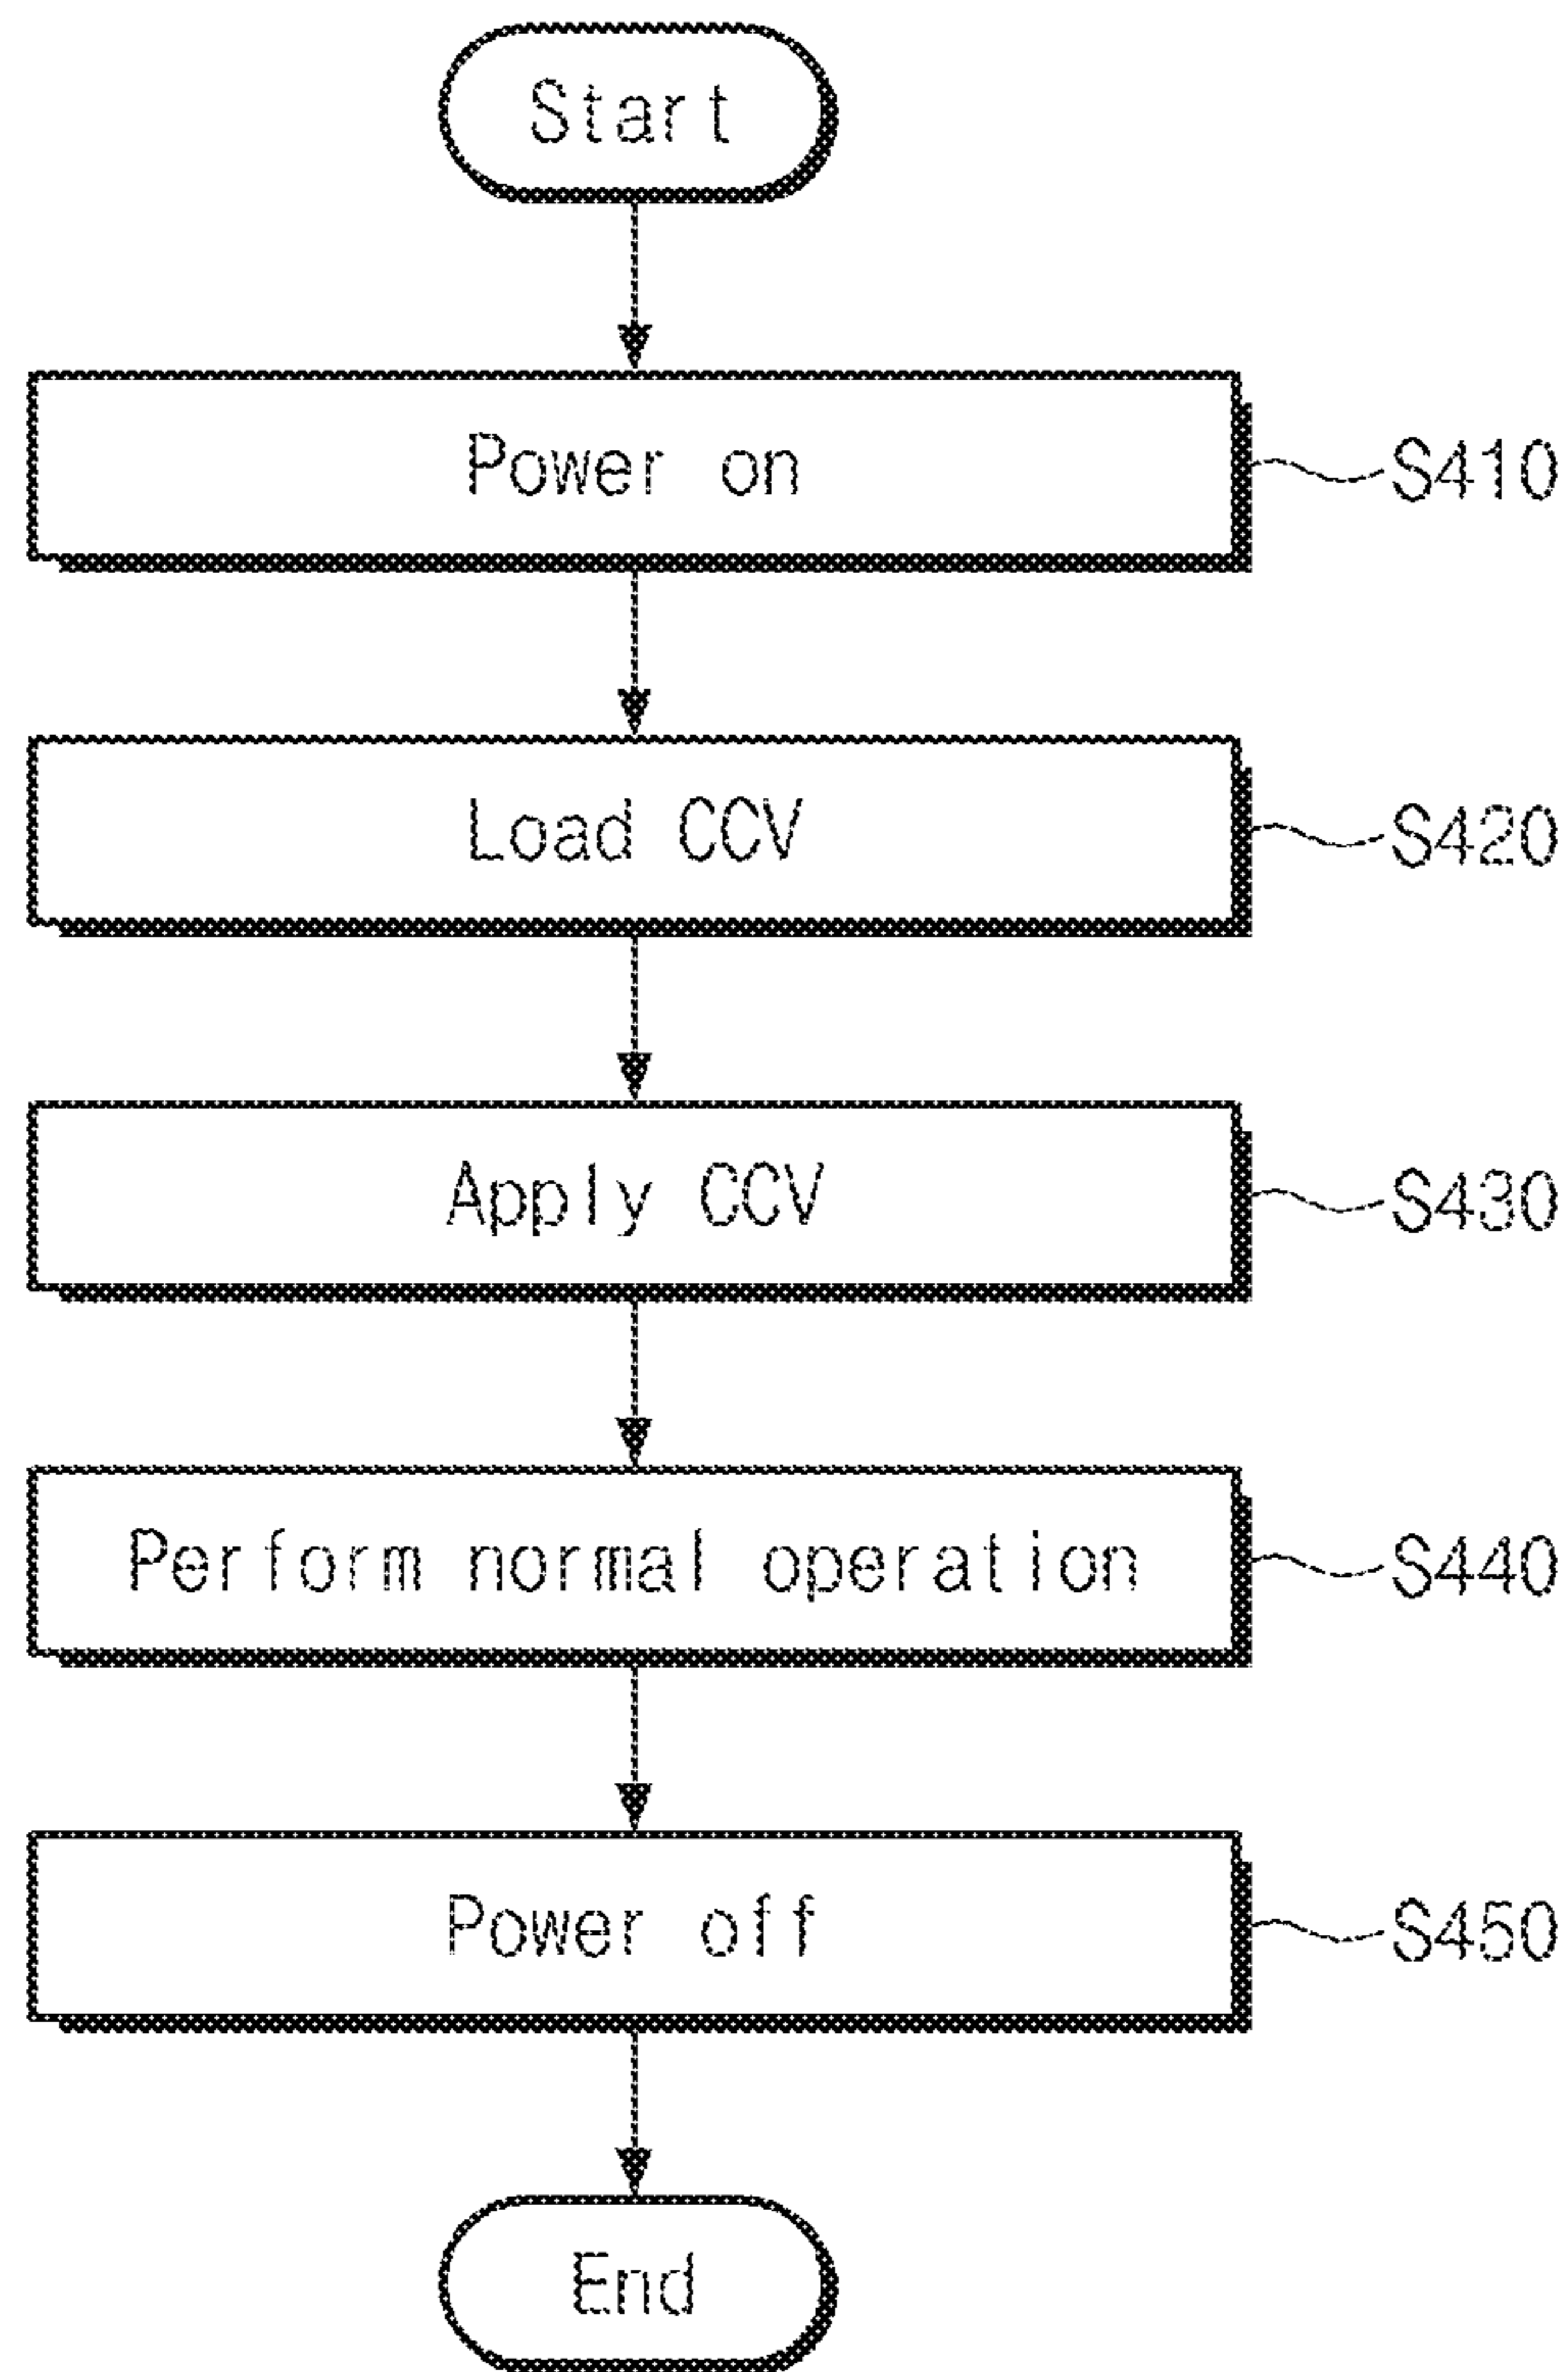 Start
Power on
S410
Load CCV
S420
Apply CCV
S430
Perform normal operation
S440
Power off
S450
End